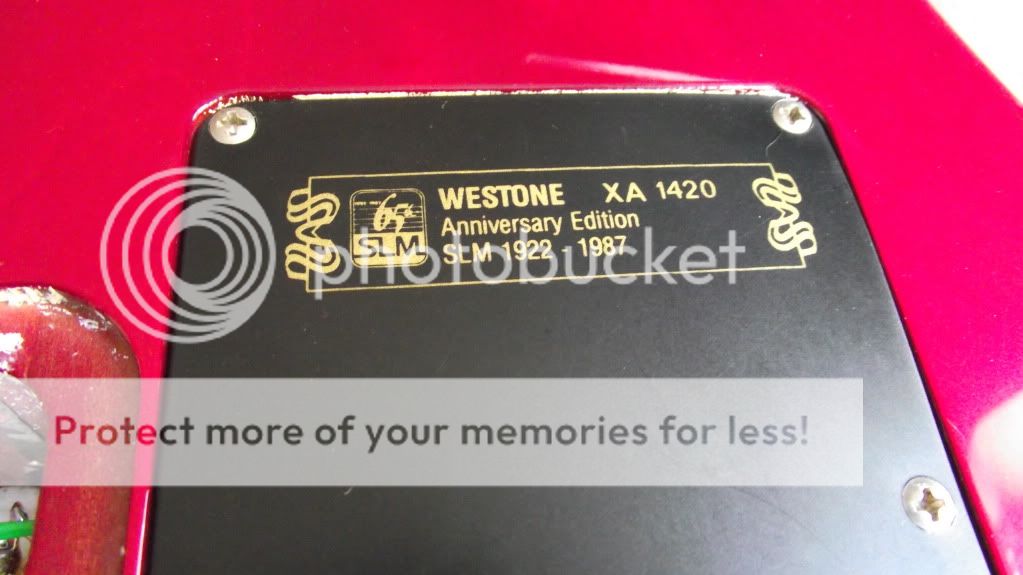 WESTONE XA 1420
65th
Anniversary Edition
SLM
SLM 1922 - 1987
photobucket
Protect more of your memories for less!